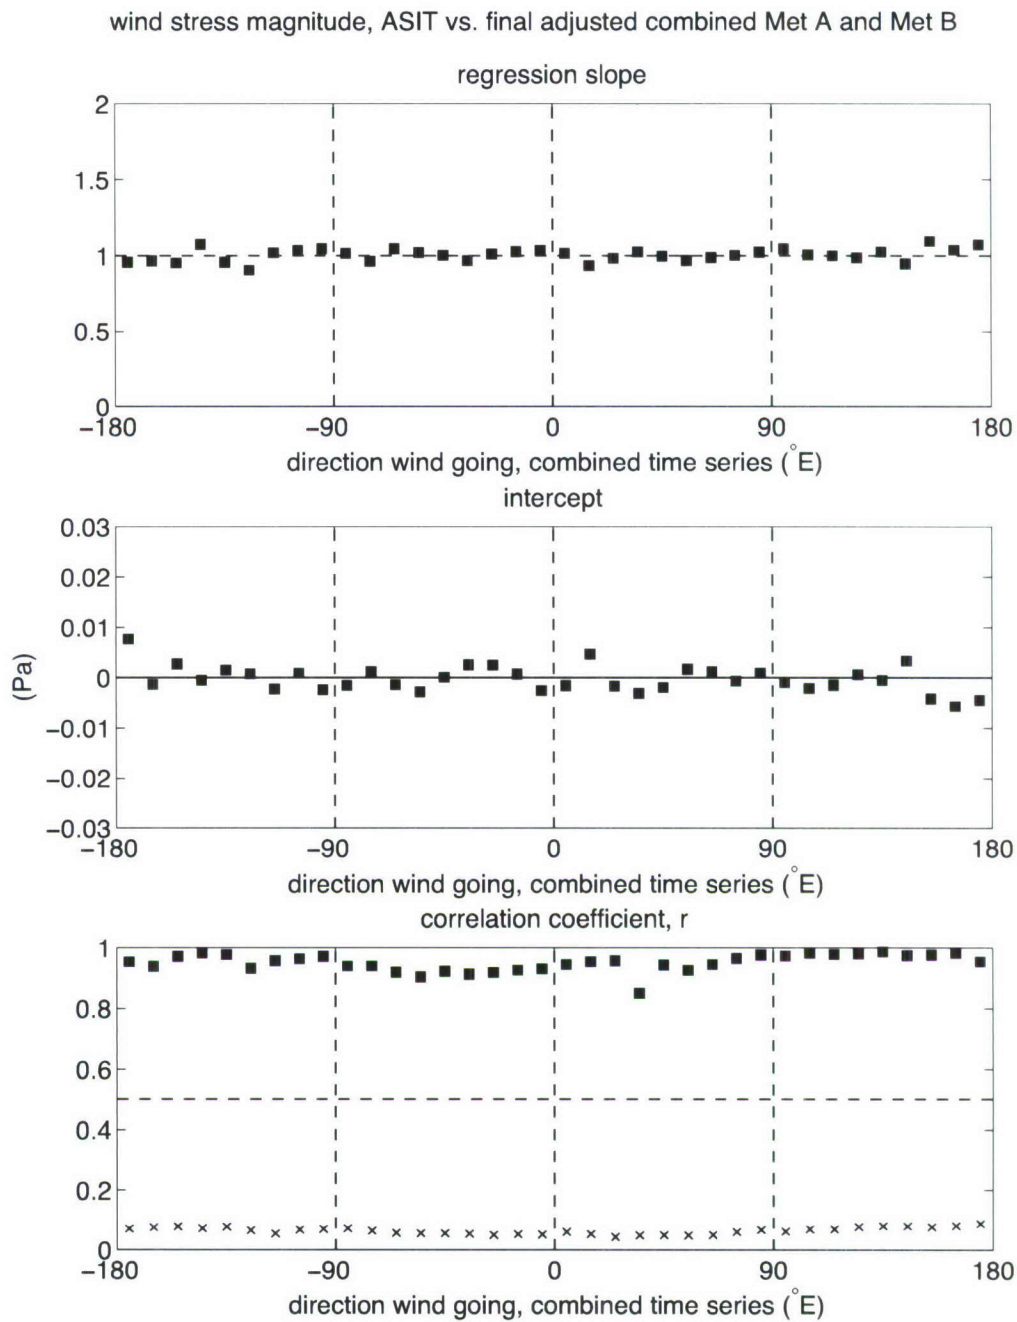 wind stress magnitude, ASIT vs. final adjusted combined Met A and Met B
regression slope
2
1.5
1
0.5
0
−180 −90 0 90 180
direction wind going, combined time series (°E)
intercept
0.03
0.02
0.01
0
−0.01
−0.02
−0.03
(Pa)
−180 −90 0 90 180
direction wind going, combined time series (°E)
correlation coefficient, r
1
0.8
0.6
0.4
0.2
0
−180 −90 0 90 180
direction wind going, combined time series (°E)